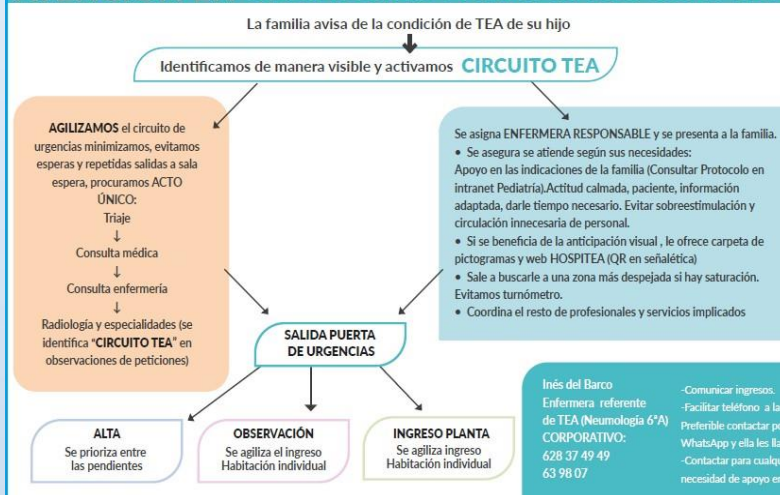 La familia avisa de la condición de TEA de su hijo
Identificamos de manera visible y activamos CIRCUITO TEA
AGILIZAMOS el circuito de
urgencias minimizamos, evitamos
esperas y repetidas salidas a sala
espera, procuramos ACTO
ÚNICO:
Triaje
↓
Consulta médica
↓
Consulta enfermería
↓
Radiología y especialidades (se
identifica "CIRCUITO TEA" en
observaciones de peticiones)
Se asigna ENFERMERA RESPONSABLE y se presenta a la familia.
• Se asegura se atiende según sus necesidades:
Apoyo en las indicaciones de la familia (Consultar Protocolo en
intranet Pediatría).Actitud calmada, paciente, información
adaptada, darle tiempo necesario. Evitar sobreestimulación y
circulación innecesaria de personal.
• Si se beneficia de la anticipación visual , le ofrece carpeta de
pictogramas y web HOSPITEA (QR en señalética)
• Sale a buscarle a una zona más despejada si hay saturación.
Evitamos turnómetro.
• Coordina el resto de profesionales y servicios implicados
SALIDA PUERTA
DE URGENCIAS
ALTA
Se prioriza entre
las pendientes
OBSERVACIÓN
Se agiliza el ingreso
Habitación individual
INGRESO PLANTA
Se agiliza ingreso
Habitación individual
Inés del Barco
Enfermera referente
de TEA (Neumología 6ªA)
CORPORATIVO:
628 37 49 49
63 98 07
-Comunicar ingresos.
-Facilitar teléfono a la
Preferible contactar
WhatsApp y ella les
-Contactar para
necesidad de apoyo